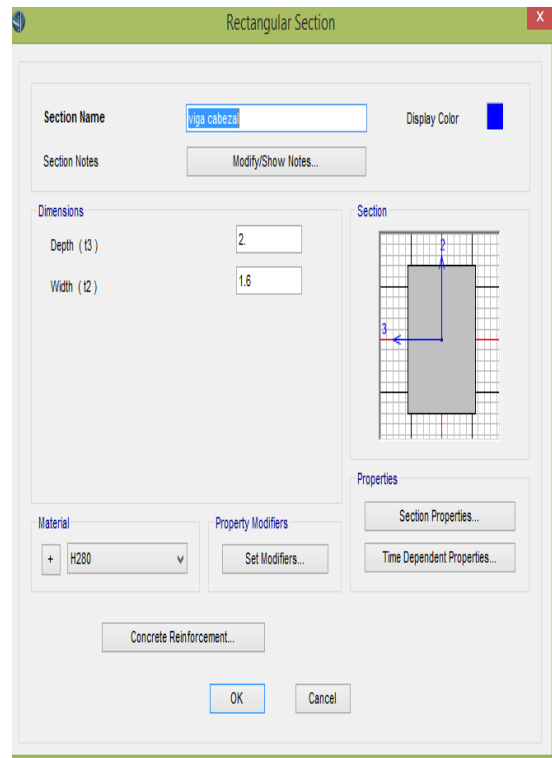 Rectangular Section
X
Section Name
viga cabezal
Display Color
Section Notes
Modify/Show Notes...
Dimensions
Depth ( t3 )
2.
Width ( t2 )
1.6
Section
2
3
Properties
Section Properties...
Time Dependent Properties...
Material
+
H280
Property Modifiers
Set Modifiers...
Concrete Reinforcement...
OK
Cancel